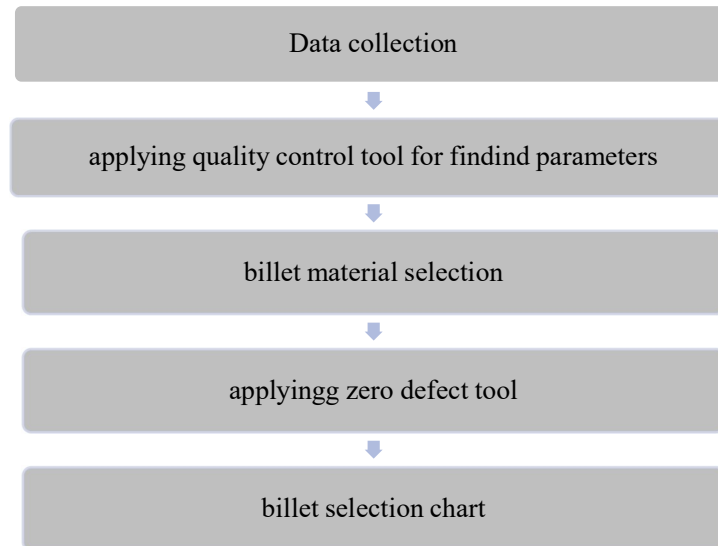 Data collection
applying quality control tool for findind parameters
billet material selection
applyingg zero defect tool
billet selection chart